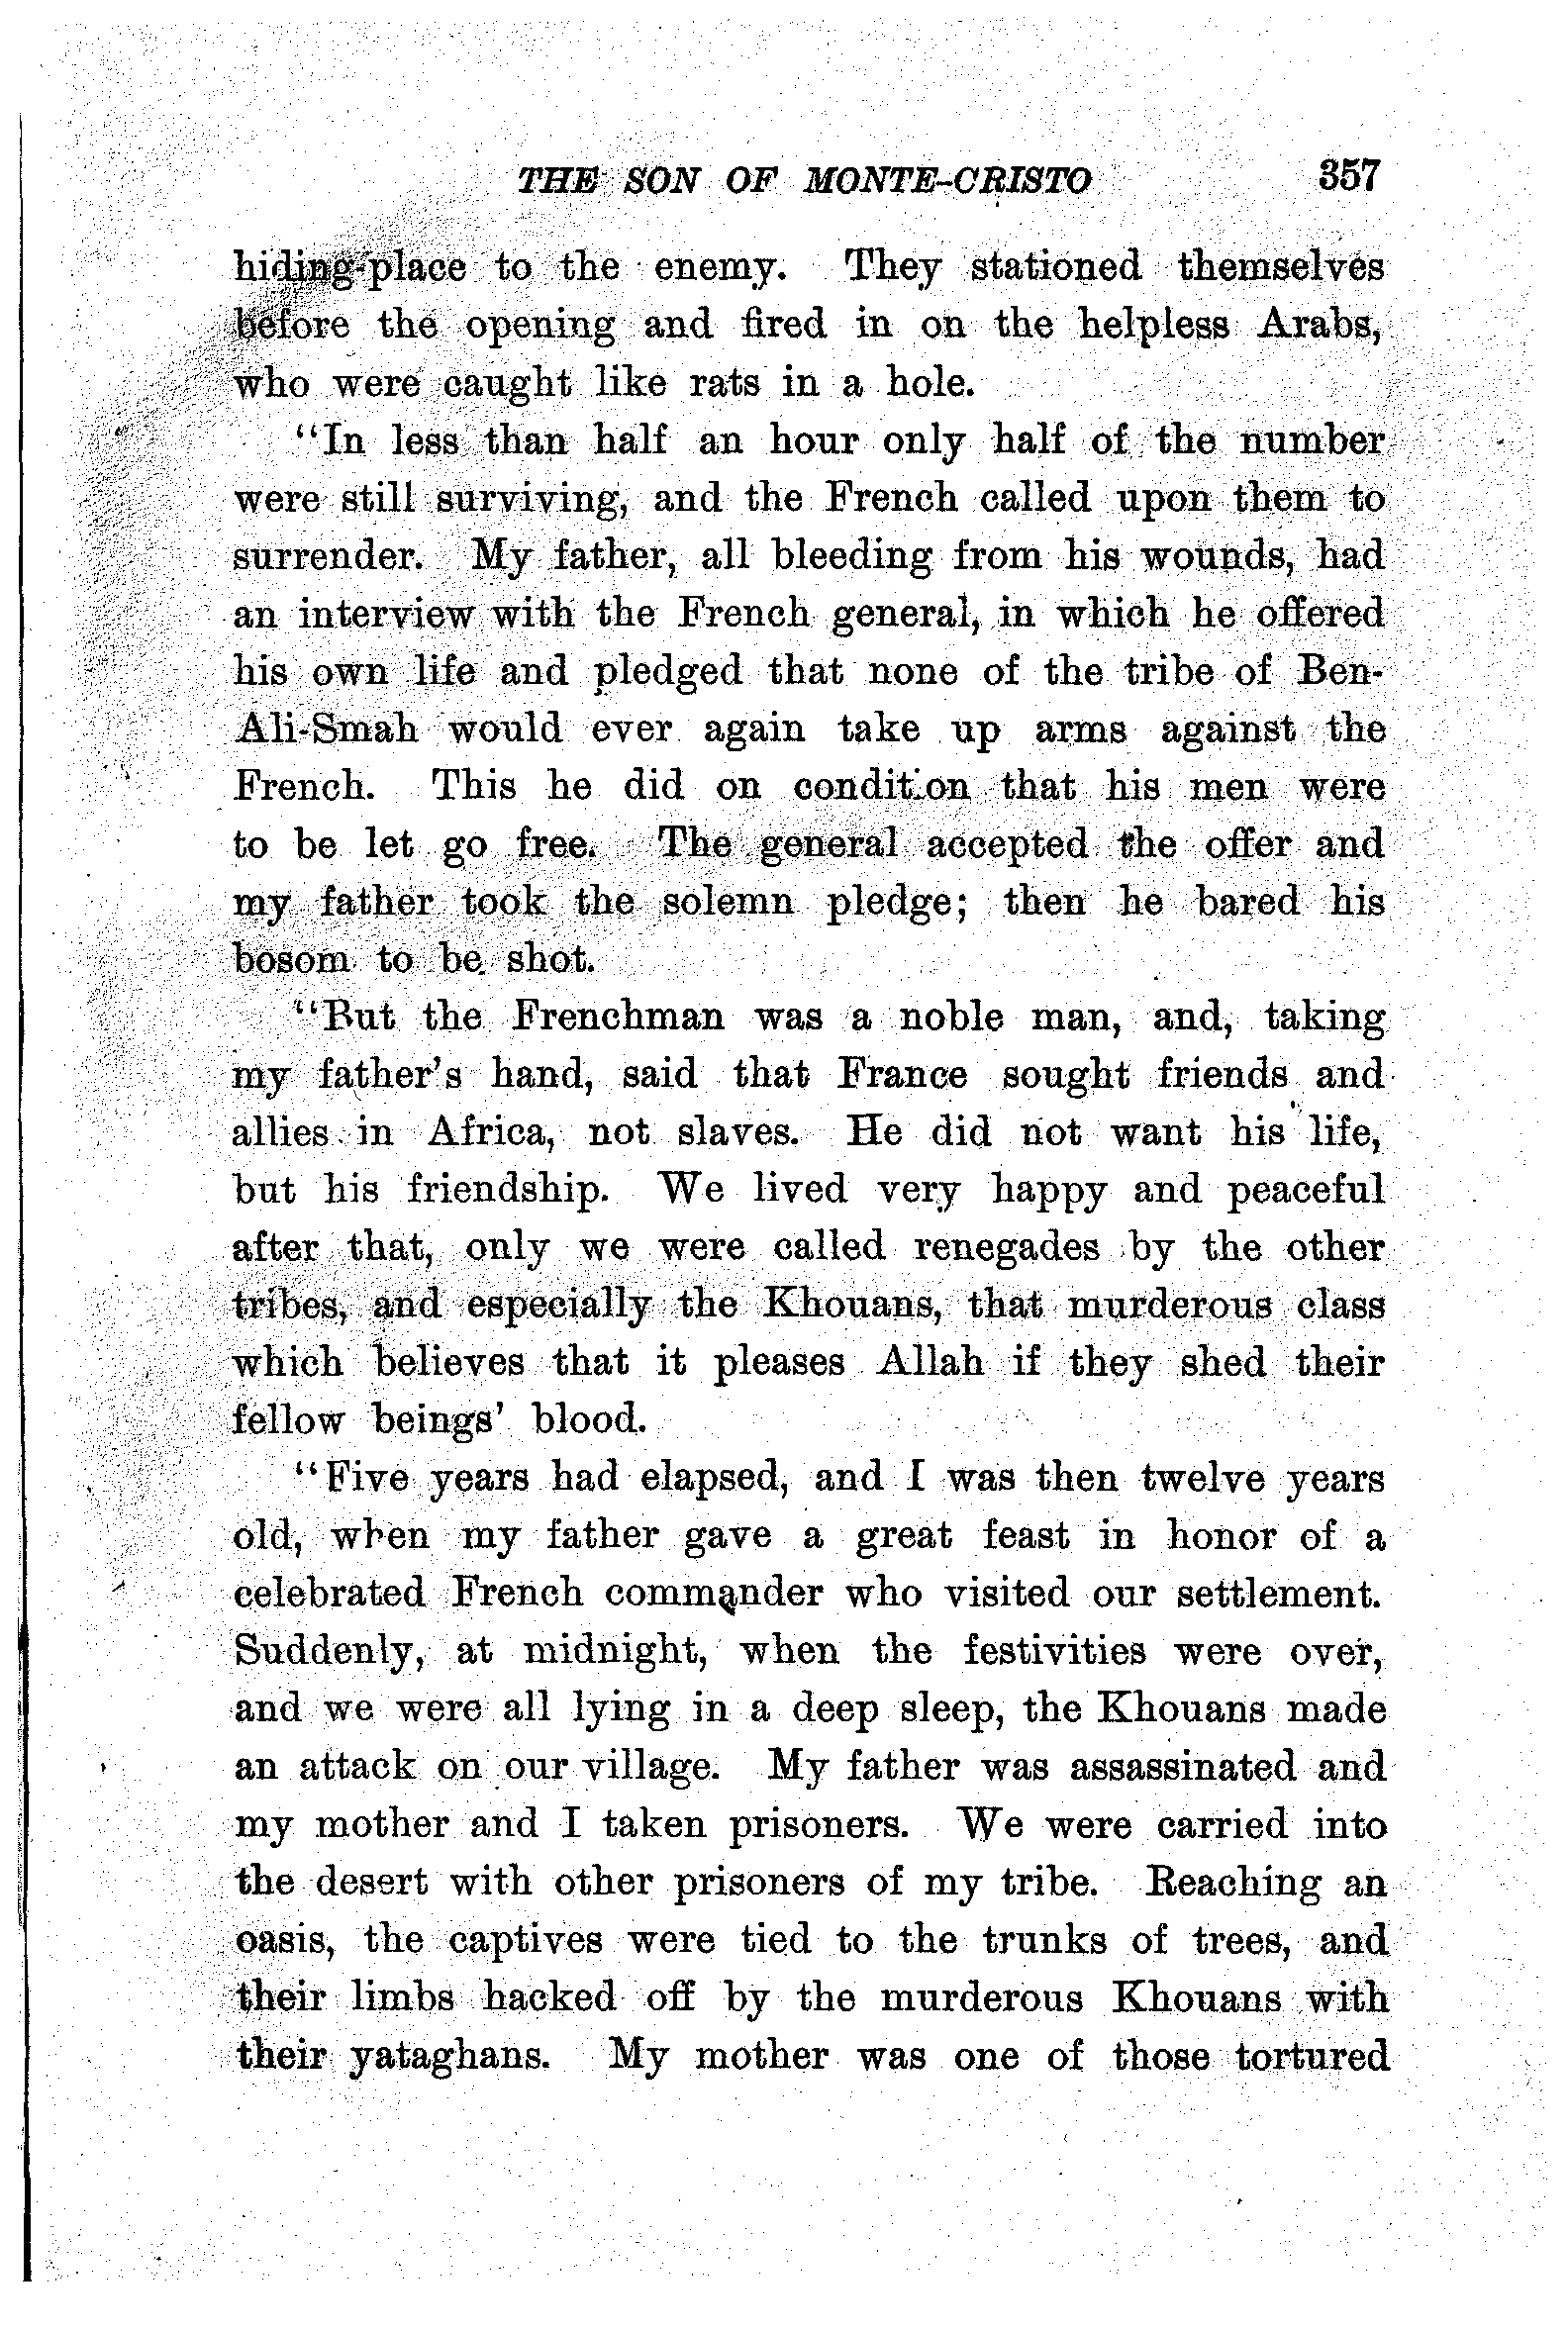 THE SON OF MONTE-CRISTO 357
hiding-place to the enemy. They stationed themselves
before the opening and fired in on the helpless Arabs,
who were caught like rats in a hole.
"In less than half an hour only half of the number
were still surviving, and the French called upon them to
surrender. My father, all bleeding from his wounds, had
an interview with the French general, in which he offered
his own life and pledged that none of the tribe of Ben-
Ali-Smah would ever again take up arms against the
French. This he did on condition that his men were
to be let go free. The general accepted the offer and
my father took the solemn pledge; then he bared his
bosom to be shot.
"But the Frenchman was a noble man, and, taking
my father's hand, said that France sought friends and
allies in Africa, not slaves. He did not want his life,
but his friendship. We lived very happy and peaceful
after that, only we were called renegades by the other
tribes, and especially the Khouans, that murderous class
which believes that it pleases Allah if they shed their
fellow beings' blood.
"Five years had elapsed, and I was then twelve years
old, when my father gave a great feast in honor of a
celebrated French commander who visited our settlement.
Suddenly, at midnight, when the festivities were over,
and we were all lying in a deep sleep, the Khouans made
an attack on our village. My father was assassinated and
my mother and I taken prisoners. We were carried into
the desert with other prisoners of my tribe. Reaching an
oasis, the captives were tied to the trunks of trees, and
their limbs hacked off by the murderous Khouans with
their yataghans. My mother was one of those tortured